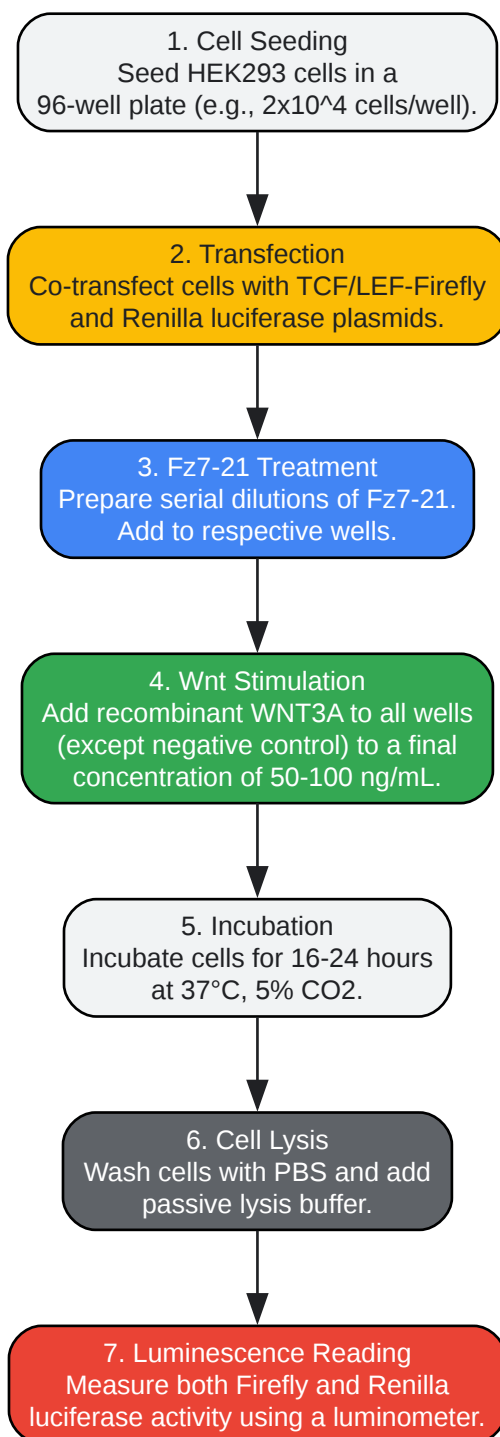 1. Cell Seeding
Seed HEK293 cells in a
96-well plate (e.g., 2x10^4 cells/well).
2. Transfection
Co-transfect cells with TCF/LEF-Firefly
and Renilla luciferase plasmids.
3. Fz7-21 Treatment
Prepare serial dilutions of Fz7-21.
Add to respective wells.
4. Wnt Stimulation
Add recombinant WNT3A to all wells
(except negative control) to a final
concentration of 50-100 ng/mL.
5. Incubation
Incubate cells for 16-24 hours
at 37°C, 5% CO2.
6. Cell Lysis
Wash cells with PBS and add
passive lysis buffer.
7. Luminescence Reading
Measure both Firefly and Renilla
luciferase activity using a luminometer.